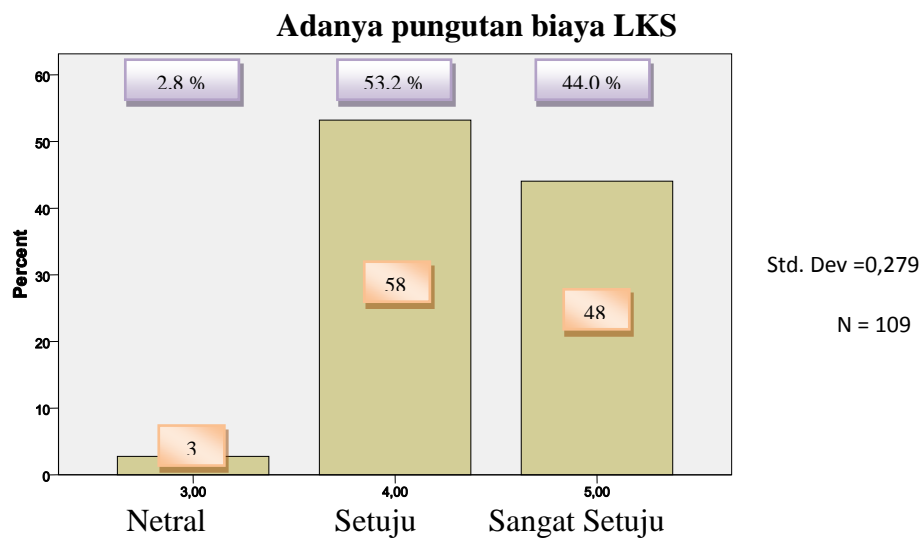 Adanya pungutan biaya LKS
60
50
40
30
20
10
0
Percent
2.8 %
53.2 %
44.0 %
3
58
48
3,00
4,00
5,00
Netral
Setuju
Sangat Setuju
Std. Dev =0,279
N = 109